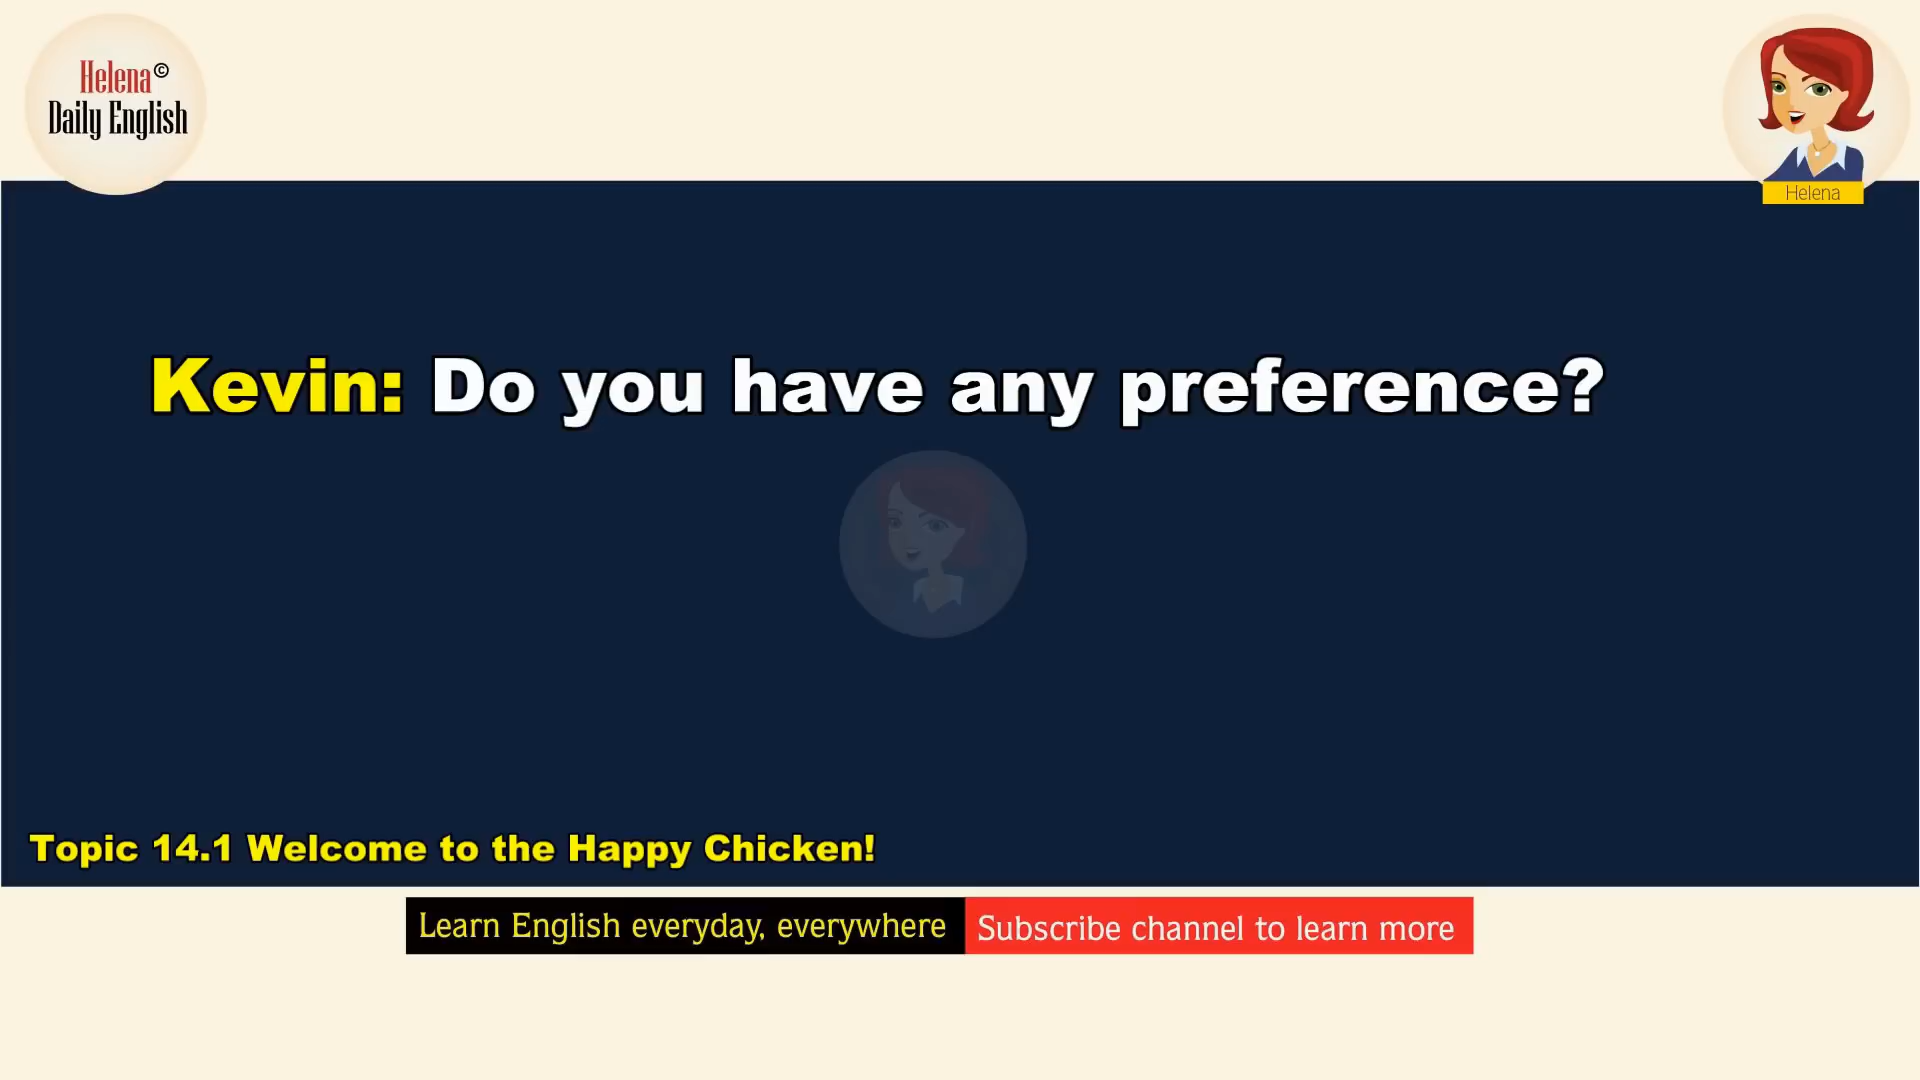 Helena©
Daily English
Helena
Kevin: Do you have any preference?
Topic 14.1 Welcome to the Happy Chicken!
Learn English everyday, everywhere
Subscribe channel to learn more